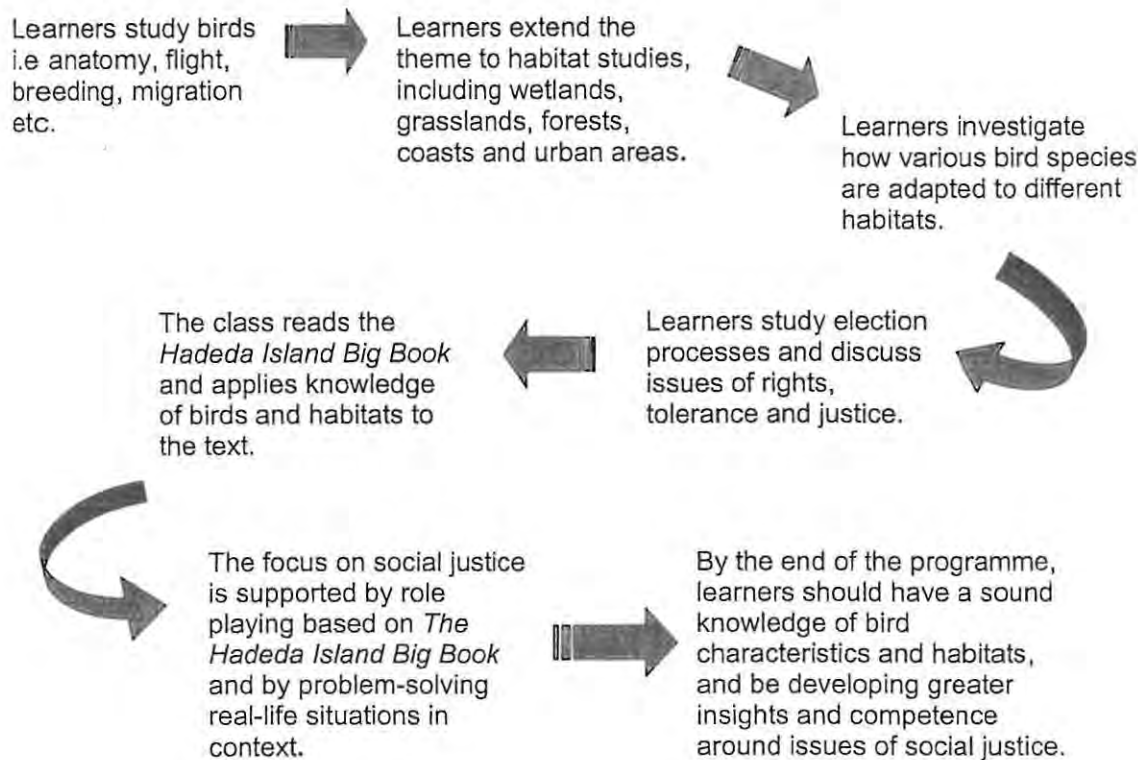 Learners study birds
i.e anatomy, flight,
breeding, migration
etc.
Learners extend the
theme to habitat studies,
including wetlands,
grasslands, forests,
coasts and urban areas.
Learners investigate
how various bird species
are adapted to different
habitats.
Learners study election
processes and discuss
issues of rights,
tolerance and justice.
The class reads the
Hadeda Island Big Book
and applies knowledge
of birds and habitats to
the text.
The focus on social justice
is supported by role
playing based on The
Hadeda Island Big Book
and by problem-solving
real-life situations in
context.
By the end of the programme,
learners should have a sound
knowledge of bird
characteristics and habitats,
and be developing greater
insights and competence
around issues of social justice.